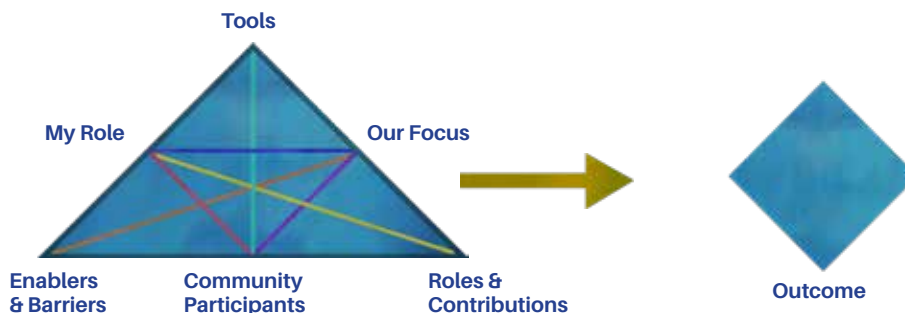 Tools
My Role
Our Focus
Enablers
& Barriers
Community
Participants
Roles &
Contributions
Outcome